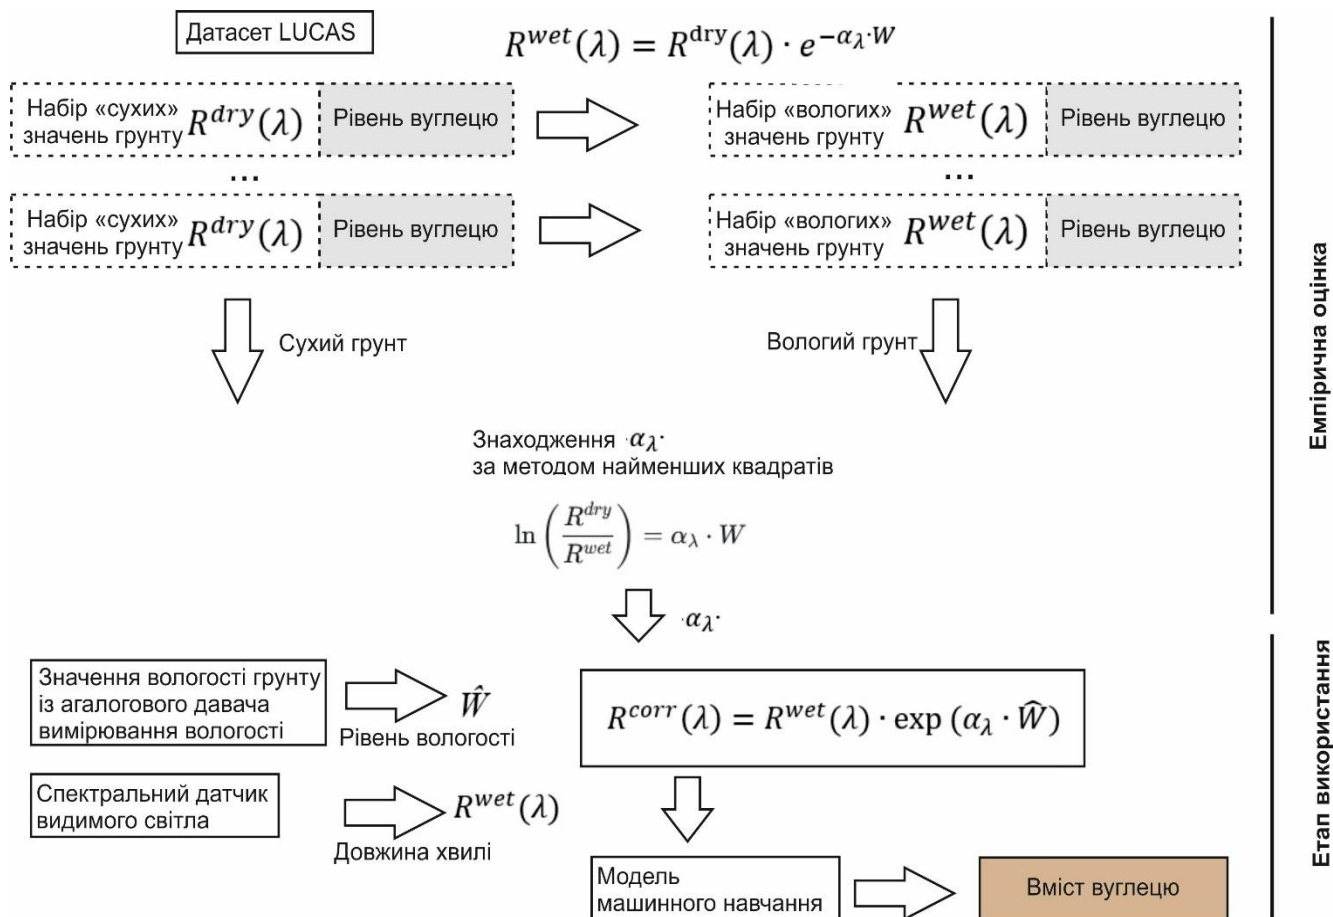 Датасет LUCAS
R^{wet}(λ) = R^{dry}(λ) · e^{−α_λ·W}
Набір «сухих»
значень грунту R^{dry}(λ)
Рівень вуглецю
Набір «вологих»
значень грунту R^{wet}(λ)
Рівень вуглецю
...
...
Набір «сухих»
значень грунту R^{dry}(λ)
Рівень вуглецю
Набір «вологих»
значень грунту R^{wet}(λ)
Рівень вуглецю
Сухий грунт
Вологий грунт
Емпірична оцінка
Знаходження ·α_λ·
за методом найменших квадратів
ln(R^{dry}/R^{wet}) = α_λ · W
·α_λ·
Значення вологості грунту
із агалогового давача
вимірювання вологості
Ŵ
Рівень вологості
R^{corr}(λ) = R^{wet}(λ) · exp (α_λ · Ŵ)
Спектральний датчик
видимого світла
R^{wet}(λ)
Довжина хвилі
Модель
машинного навчання
Вміст вуглецю
Етап використання